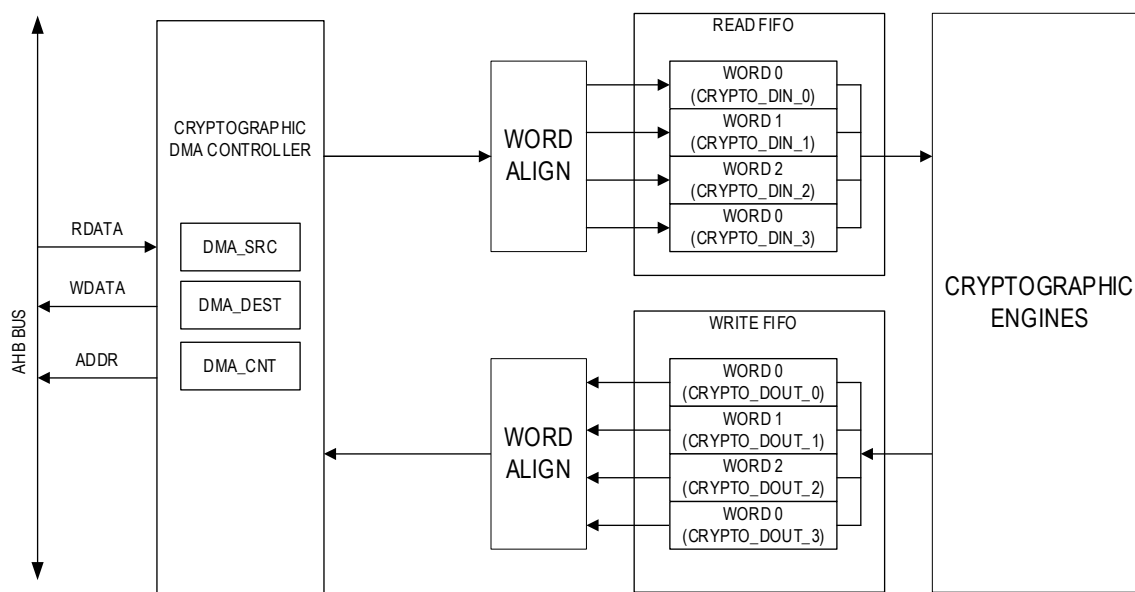 AHB BUS
RDATA
WDATA
ADDR
CRYPTOGRAPHIC
DMA CONTROLLER
DMA_SRC
DMA_DEST
DMA_CNT
WORD
ALIGN
READ FIFO
WORD 0
(CRYPTO_DIN_0)
WORD 1
(CRYPTO_DIN_1)
WORD 2
(CRYPTO_DIN_2)
WORD 0
(CRYPTO_DIN_3)
WORD
ALIGN
WRITE FIFO
WORD 0
(CRYPTO_DOUT_0)
WORD 1
(CRYPTO_DOUT_1)
WORD 2
(CRYPTO_DOUT_2)
WORD 0
(CRYPTO_DOUT_3)
CRYPTOGRAPHIC
ENGINES